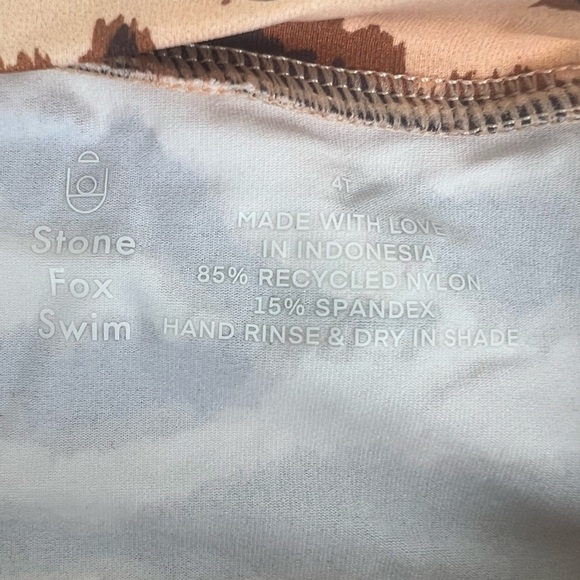 Stone
Fox
Swim
4T
MADE WITH LOVE
IN INDONESIA
85% RECYCLED NYLON
15% SPANDEX
HAND RINSE & DRY IN SHADE